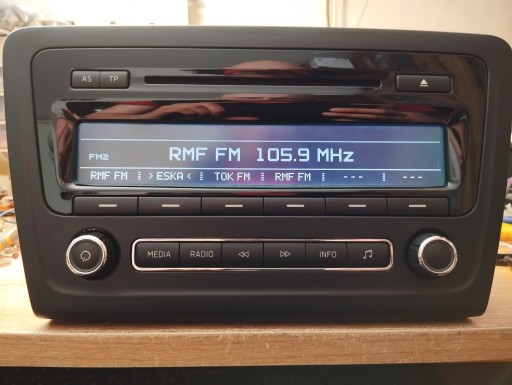 AS TP
RMF FM 105.9 MHz
FM2
RMF FM >ESKA< TOK FM RMF FM --- ---
MEDIA RADIO INFO